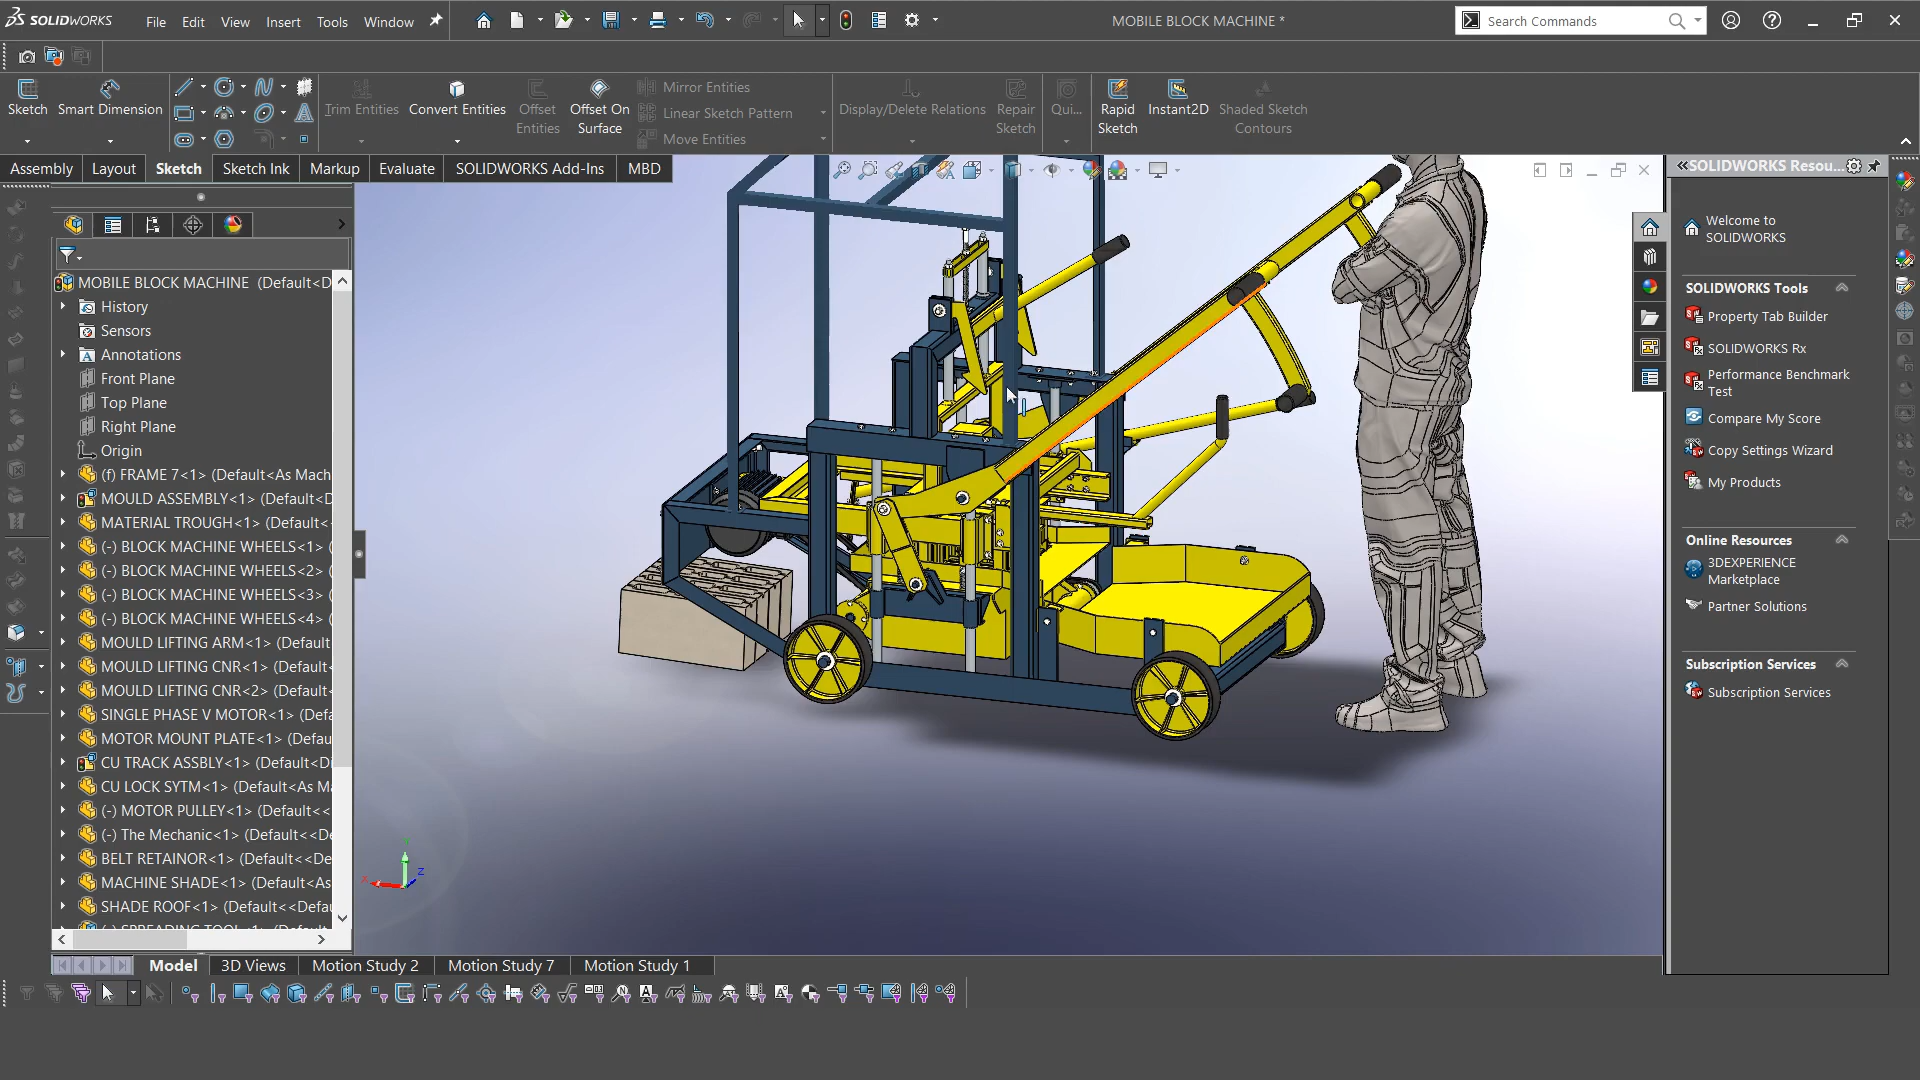 SOLIDWORKS File Edit View Insert Tools Window MOBILE BLOCK MACHINE * Search Commands
Sketch Smart Dimension Trim Entities Convert Entities Offset Entities Offset On Surface Mirror Entities Linear Sketch Pattern Move Entities Display/Delete Relations Repair Sketch Qui... Rapid Sketch Instant2D Shaded Sketch Contours
Assembly Layout Sketch Sketch Ink Markup Evaluate SOLIDWORKS Add-Ins MBD
MOBILE BLOCK MACHINE (Default<D
History
Sensors
Annotations
Front Plane
Top Plane
Right Plane
Origin
(f) FRAME 7<1> (Default<As Mach
MOULD ASSEMBLY<1> (Default<D
MATERIAL TROUGH<1> (Default<
(-) BLOCK MACHINE WHEELS<1> (
(-) BLOCK MACHINE WHEELS<2> (
(-) BLOCK MACHINE WHEELS<3> (
(-) BLOCK MACHINE WHEELS<4> (
MOULD LIFTING ARM<1> (Default
MOULD LIFTING CNR<1> (Default
MOULD LIFTING CNR<2> (Default
SINGLE PHASE V MOTOR<1> (Defa
MOTOR MOUNT PLATE<1> (Defau
CU TRACK ASSBLY<1> (Default<Di
CU LOCK SYTM<1> (Default<As Ma
(-) MOTOR PULLEY<1> (Default<<
(-) The Mechanic<1> (Default<<De
BELT RETAINOR<1> (Default<<De
MACHINE SHADE<1> (Default<As
SHADE ROOF<1> (Default<<Defau
X Z
Model 3D Views Motion Study 2 Motion Study 7 Motion Study 1
SOLIDWORKS Resou...
Welcome to
SOLIDWORKS
SOLIDWORKS Tools
Property Tab Builder
SOLIDWORKS Rx
Performance Benchmark
Test
Compare My Score
Copy Settings Wizard
My Products
Online Resources
3DEXPERIENCE
Marketplace
Partner Solutions
Subscription Services
Subscription Services